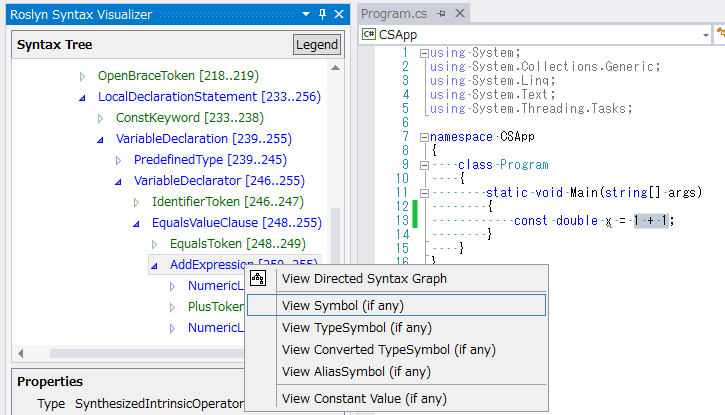 Roslyn Syntax Visualizer
Syntax Tree
Legend
OpenBraceToken [218..219]
LocalDeclarationStatement [233..256]
ConstKeyword [233..238]
VariableDeclaration [239..255]
PredefinedType [239..245]
VariableDeclarator [246..255]
IdentifierToken [246..247]
EqualsValueClause [248..255]
EqualsToken [248..249]
AddExpression [250..255]
NumericL
PlusToken
NumericL
View Directed Syntax Graph
View Symbol (if any)
View TypeSymbol (if any)
View Converted TypeSymbol (if any)
View AliasSymbol (if any)
View Constant Value (if any)
Properties
Type SynthesizedIntrinsicOperator
Program.cs
C# CSApp
1 using System;
2 using System.Collections.Generic;
3 using System.Linq;
4 using System.Text;
5 using System.Threading.Tasks;
6
7 namespace CSApp
8 {
9 class Program
10 {
11 static void Main(string[] args)
12 {
13 const double x = 1 + 1;
14 }
15 }
16 }